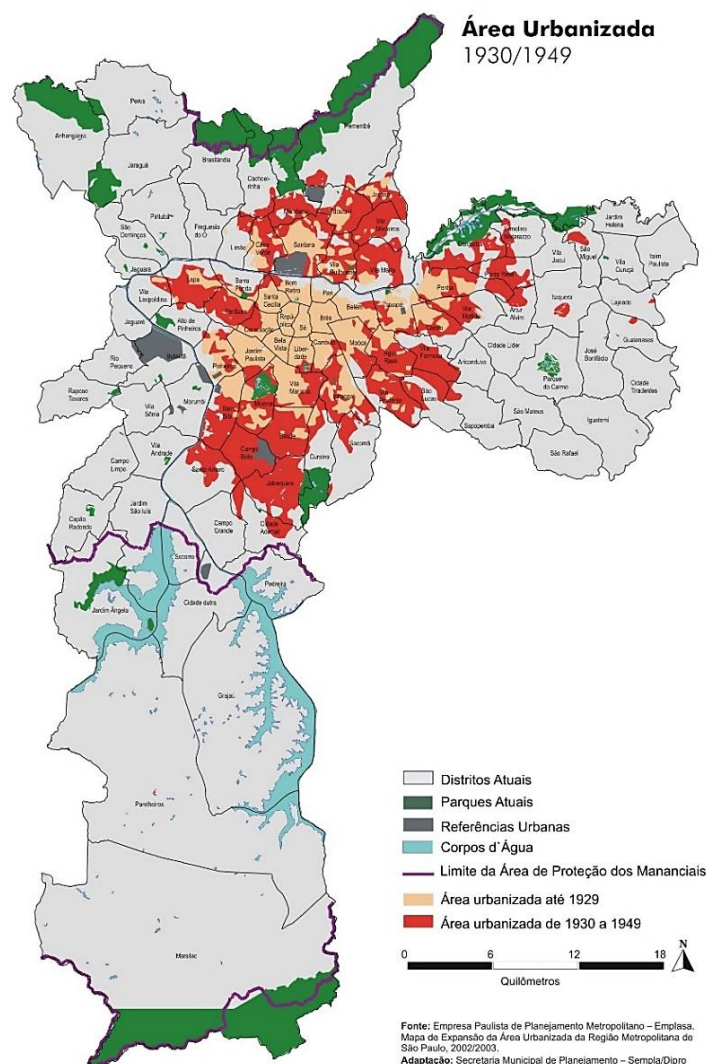 Área Urbanizada
1930/1949
Perus
Anhanguera
Jaraguá
Brasilândia
Cachoei-
rinha
Tremembé
Pirituba
São
Domingos
Freguesia
do Ó
Limão
Casa
Verde
Santana
Tucuruvi
Vila
Medeiros
Vila
Guilherme
Vila Maria
Jaguara
Vila
Leopoldina
Lapa
Barra
Funda
Bom
Retiro
Pari
Santa
Cecília
Perdizes
Consolação
Repú-
blica
Sé
Brás
Belém
Tatuapé
Penha
Ponte Rasa
Ermelino
Matarazzo
Jardim
Helena
São
Miguel
Vila
Jacuí
Vila
Curuçá
Itaim
Paulista
Itaquera
Lajeado
Guaianases
Artur
Alvim
Vila
Matilde
Carrão
Vila
Formosa
Aricanduva
Cidade Líder
José
Bonifácio
Parque
do Carmo
Cidade
Tiradentes
São Mateus
Iguatemi
São Rafael
Sapopemba
São
Lucas
Água
Rasa
Mooca
Cambuci
Liber-
dade
Bela
Vista
Jardim
Paulista
Pinheiros
Alto de
Pinheiros
Jaguaré
Rio
Pequeno
Butantã
Raposo
Tavares
Vila
Sônia
Morumbi
Vila
Mariana
Moema
Saúde
Ipiranga
Sacomã
Cursino
Jabaquara
Campo
Belo
Santo Amaro
Vila
Andrade
Campo
Limpo
Capão
Redondo
Jardim
São luís
Campo
Grande
Cidade
Ademar
Socorro
Pedreira
Cidade dutra
Jardim Ângela
Grajaú
Parelheiros
Marsilac
Distritos Atuais
Parques Atuais
Referências Urbanas
Corpos d`Água
Limite da Área de Proteção dos Mananciais
Área urbanizada até 1929
Área urbanizada de 1930 a 1949
0 6 12 18
Quilômetros
N
Fonte: Empresa Paulista de Planejamento Metropolitano – Emplasa.
Mapa de Expansão da Área Urbanizada da Região Metropolitana de
São Paulo, 2002/2003.
Adaptação: Secretaria Municipal de Planejamento – Sempla/Dipro